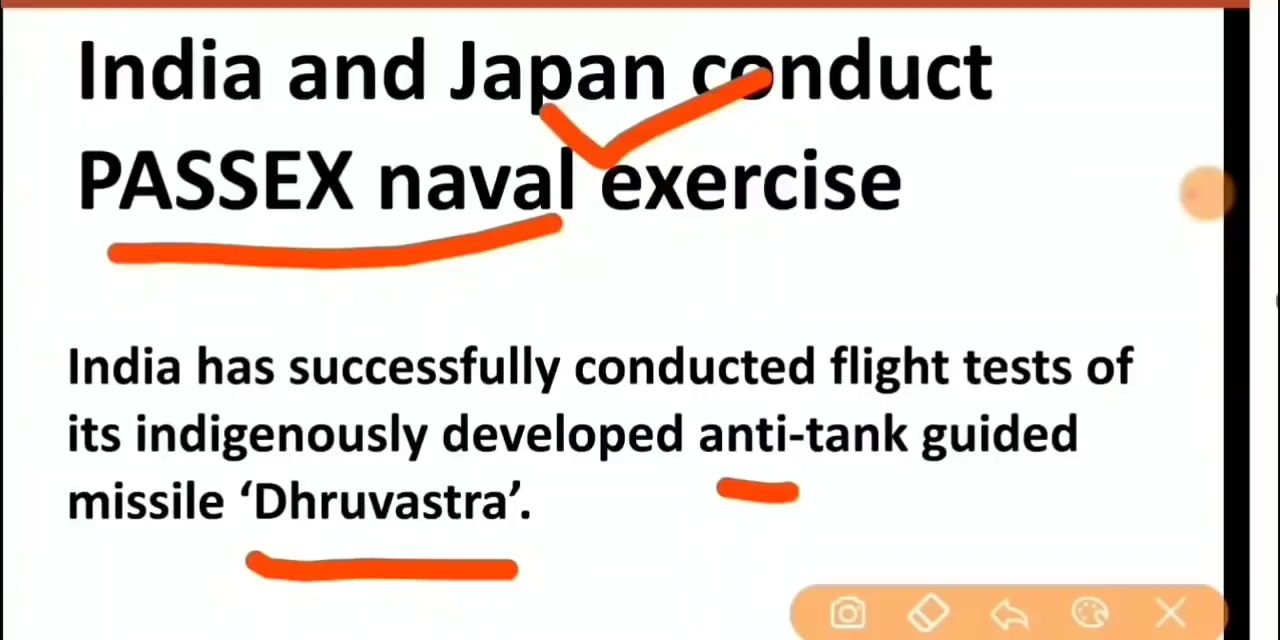 India and Japan conduct
PASSEX naval exercise
India has successfully conducted flight tests of
its indigenously developed anti-tank guided
missile ‘Dhruvastra’.